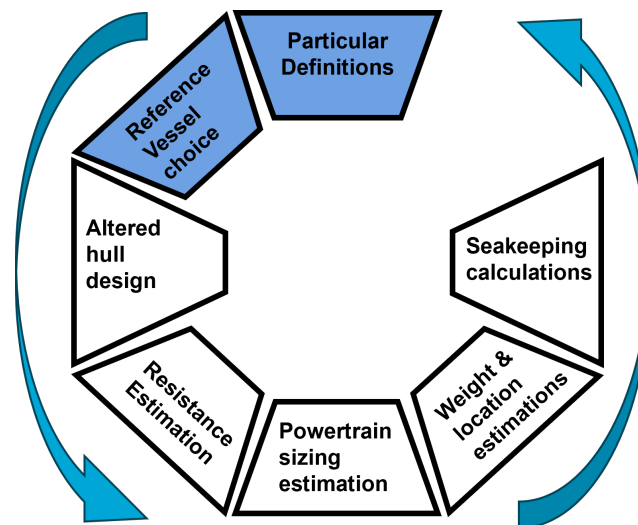 Particular
Definitions
Reference
Vessel
choice
Altered
hull
design
Resistance
Estimation
Powertrain
sizing
estimation
Weight &
location
estimations
Seakeeping
calculations